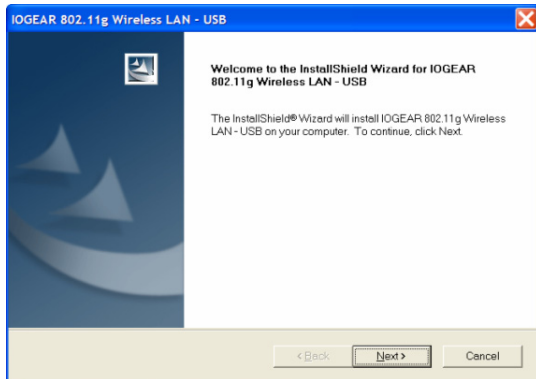 IOGEAR 802.11g Wireless LAN - USB
Welcome to the InstallShield Wizard for IOGEAR
802.11g Wireless LAN - USB
The InstallShield® Wizard will install IOGEAR 802.11g Wireless
LAN - USB on your computer. To continue, click Next.
< Back Next > Cancel